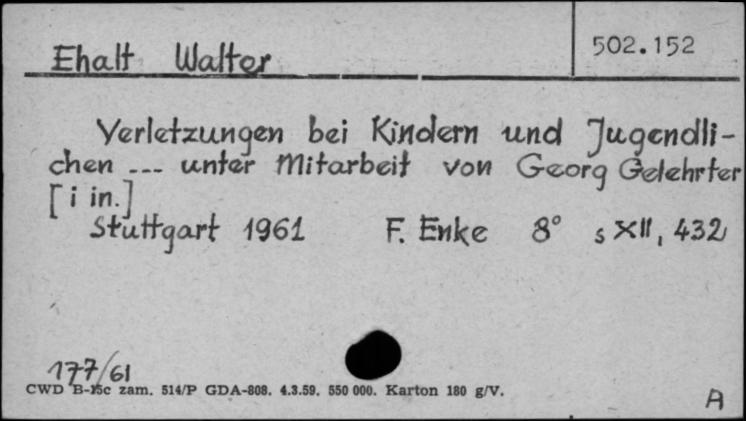 Ehalt Walter
502.152
Verletzungen bei Kindern und Jugendli-
chen --- unter Mitarbeit von Georg Gelehrter
[i in.]
Stuttgart 1961 F. Enke 8° s XII, 432
177/61
CWD B-15c zam. 514/P GDA-808. 4.3.59. 550 000. Karton 180 g/V.
A